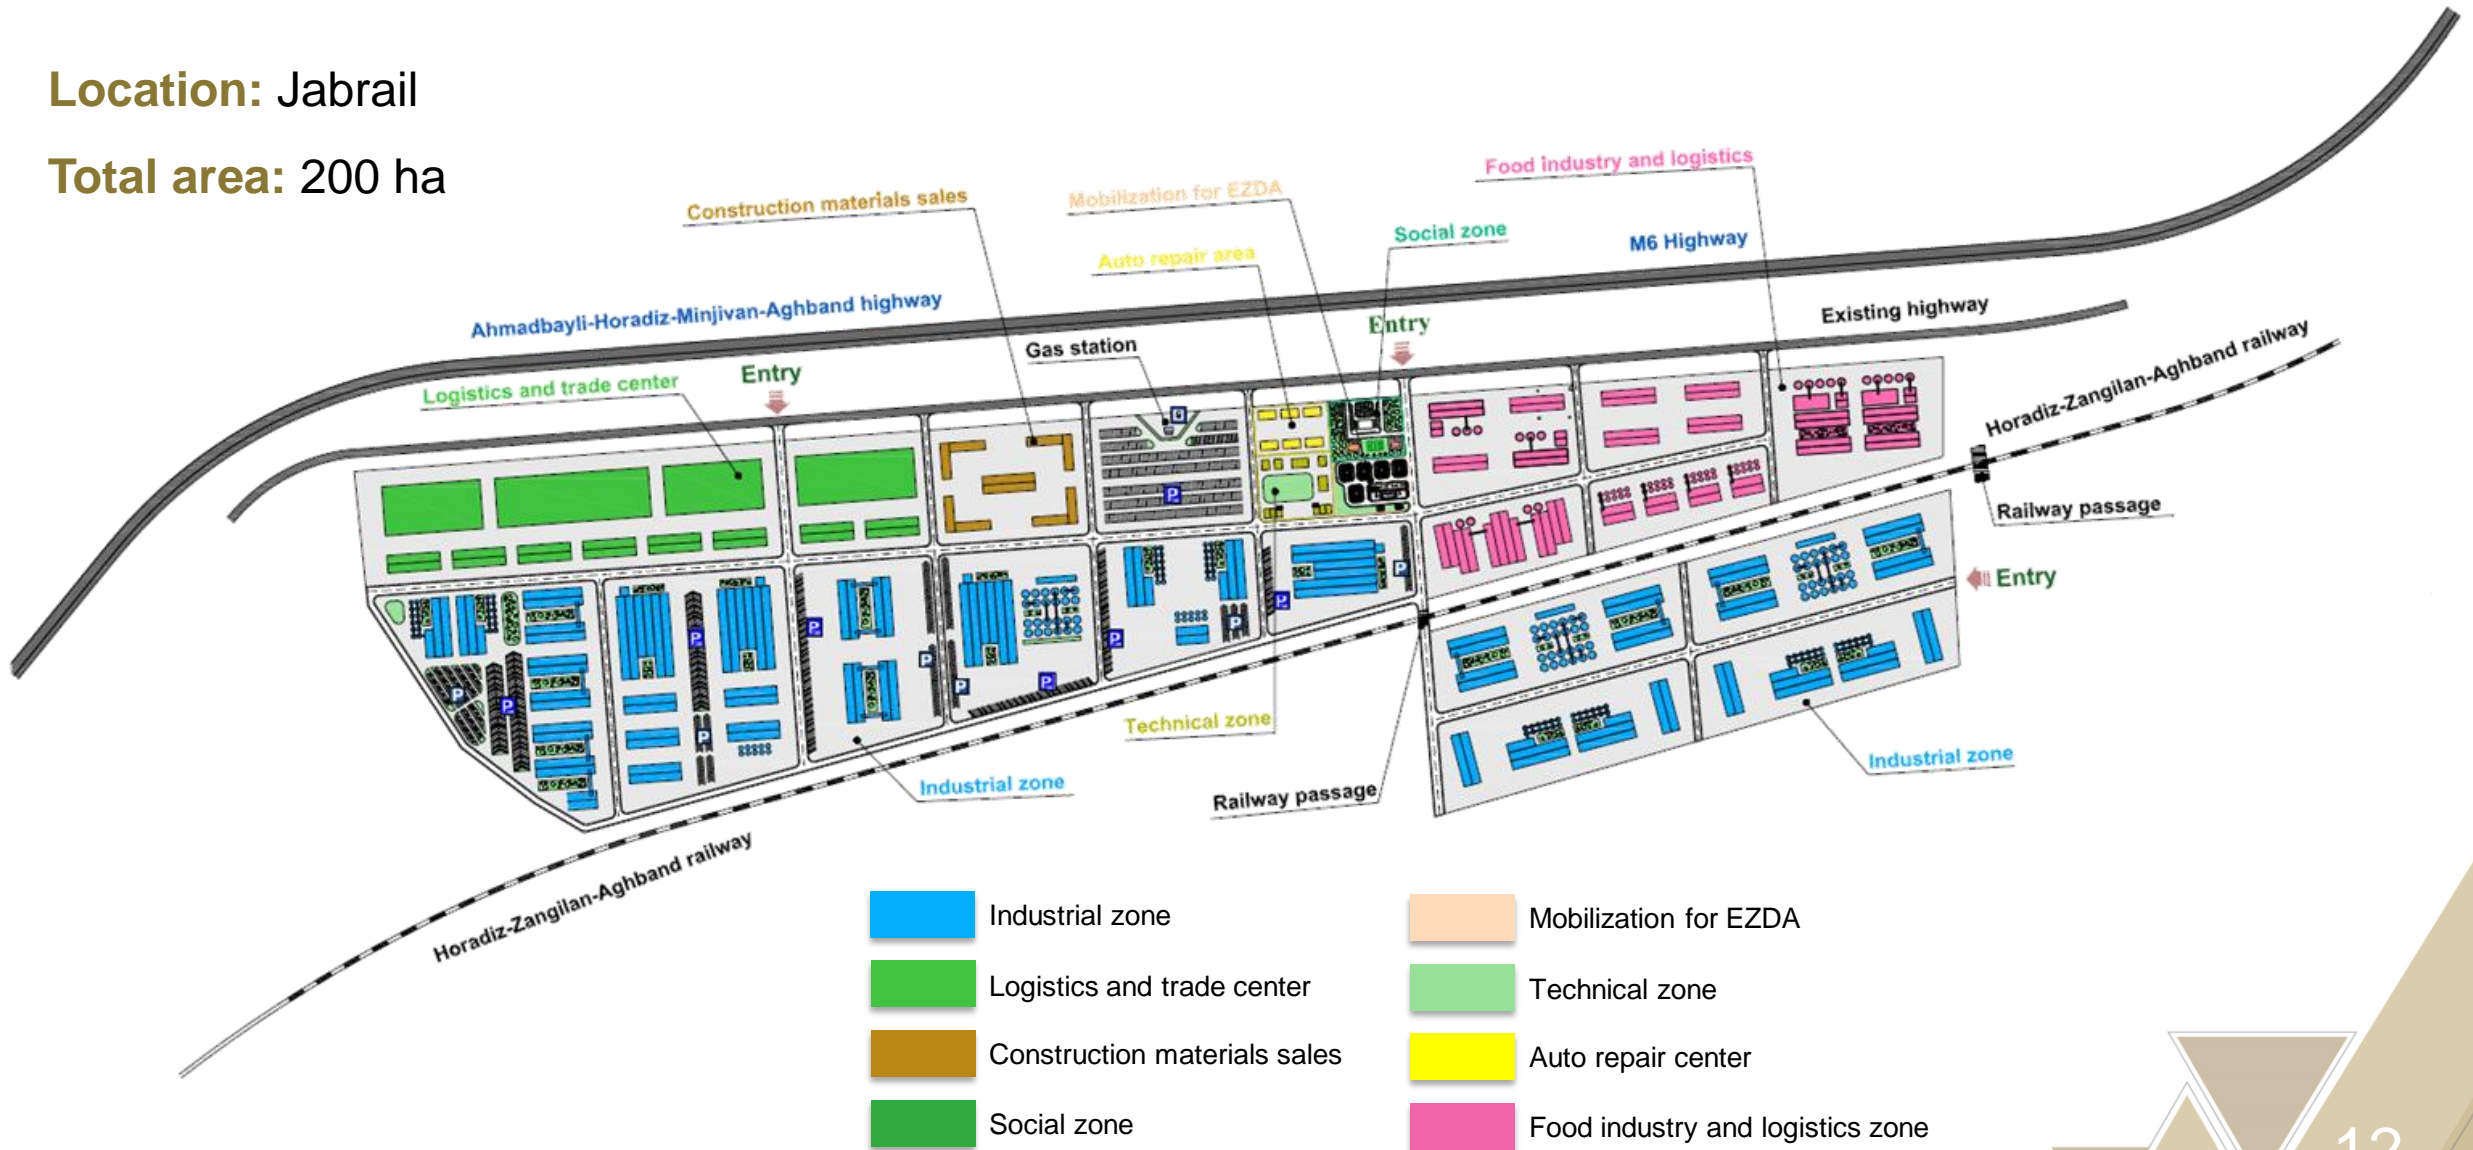 Location: Jabrail
Total area: 200 ha
Food industry and logistics
Construction materials sales
Mobilization for EZDA
Social zone
M6 Highway
Auto repair area
Ahmadbayli-Horadiz-Minjivan-Aghband highway
Existing highway
Entry
Gas station
Horadiz-Zangilan-Aghband railway
Entry
Logistics and trade center
P
Railway passage
Entry
P
P
P
P
P
P
P
P
P
P
P
P
P
Technical zone
Industrial zone
Industrial zone
Railway passage
Horadiz-Zangilan-Aghband railway
Industrial zone
Mobilization for EZDA
Logistics and trade center
Technical zone
Construction materials sales
Auto repair center
Social zone
Food industry and logistics zone
12